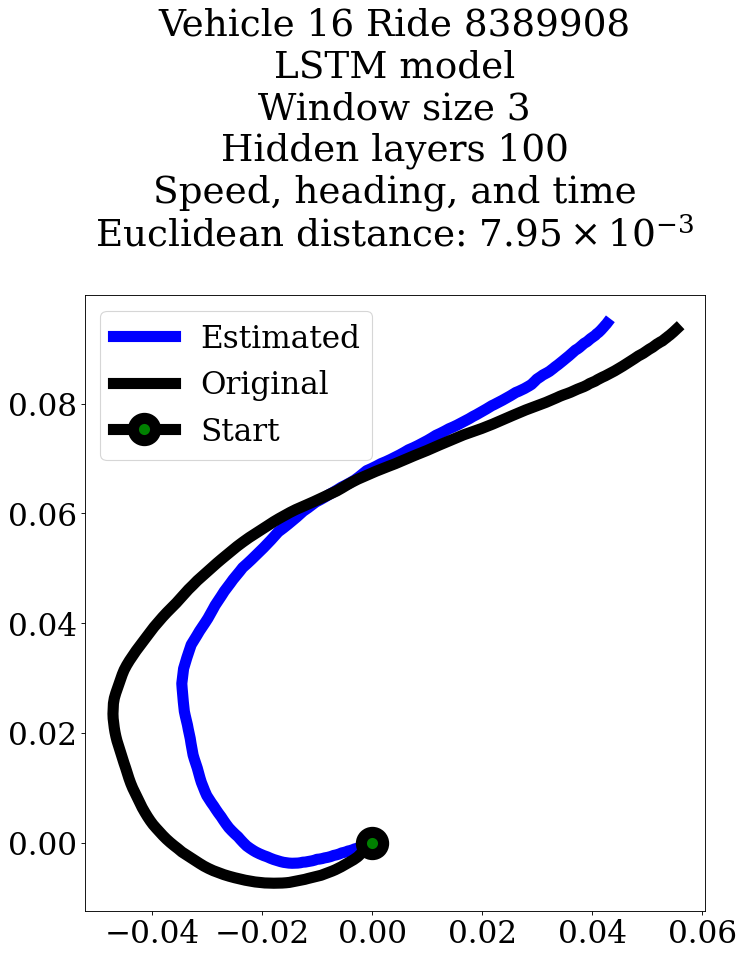 Vehicle 16 Ride 8389908
LSTM model
Window size 3
Hidden layers 100
Speed, heading, and time
Euclidean distance: 7.95 × 10⁻³
Estimated
Original
Start
0.08
0.06
0.04
0.02
0.00
−0.04 −0.02 0.00 0.02 0.04 0.06